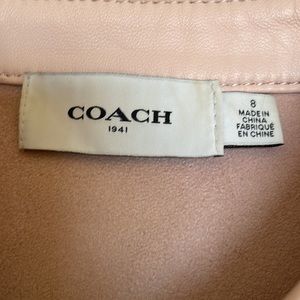 COACH
1941
8
MADE IN
CHINA
FABRIQUÉ
EN CHINE